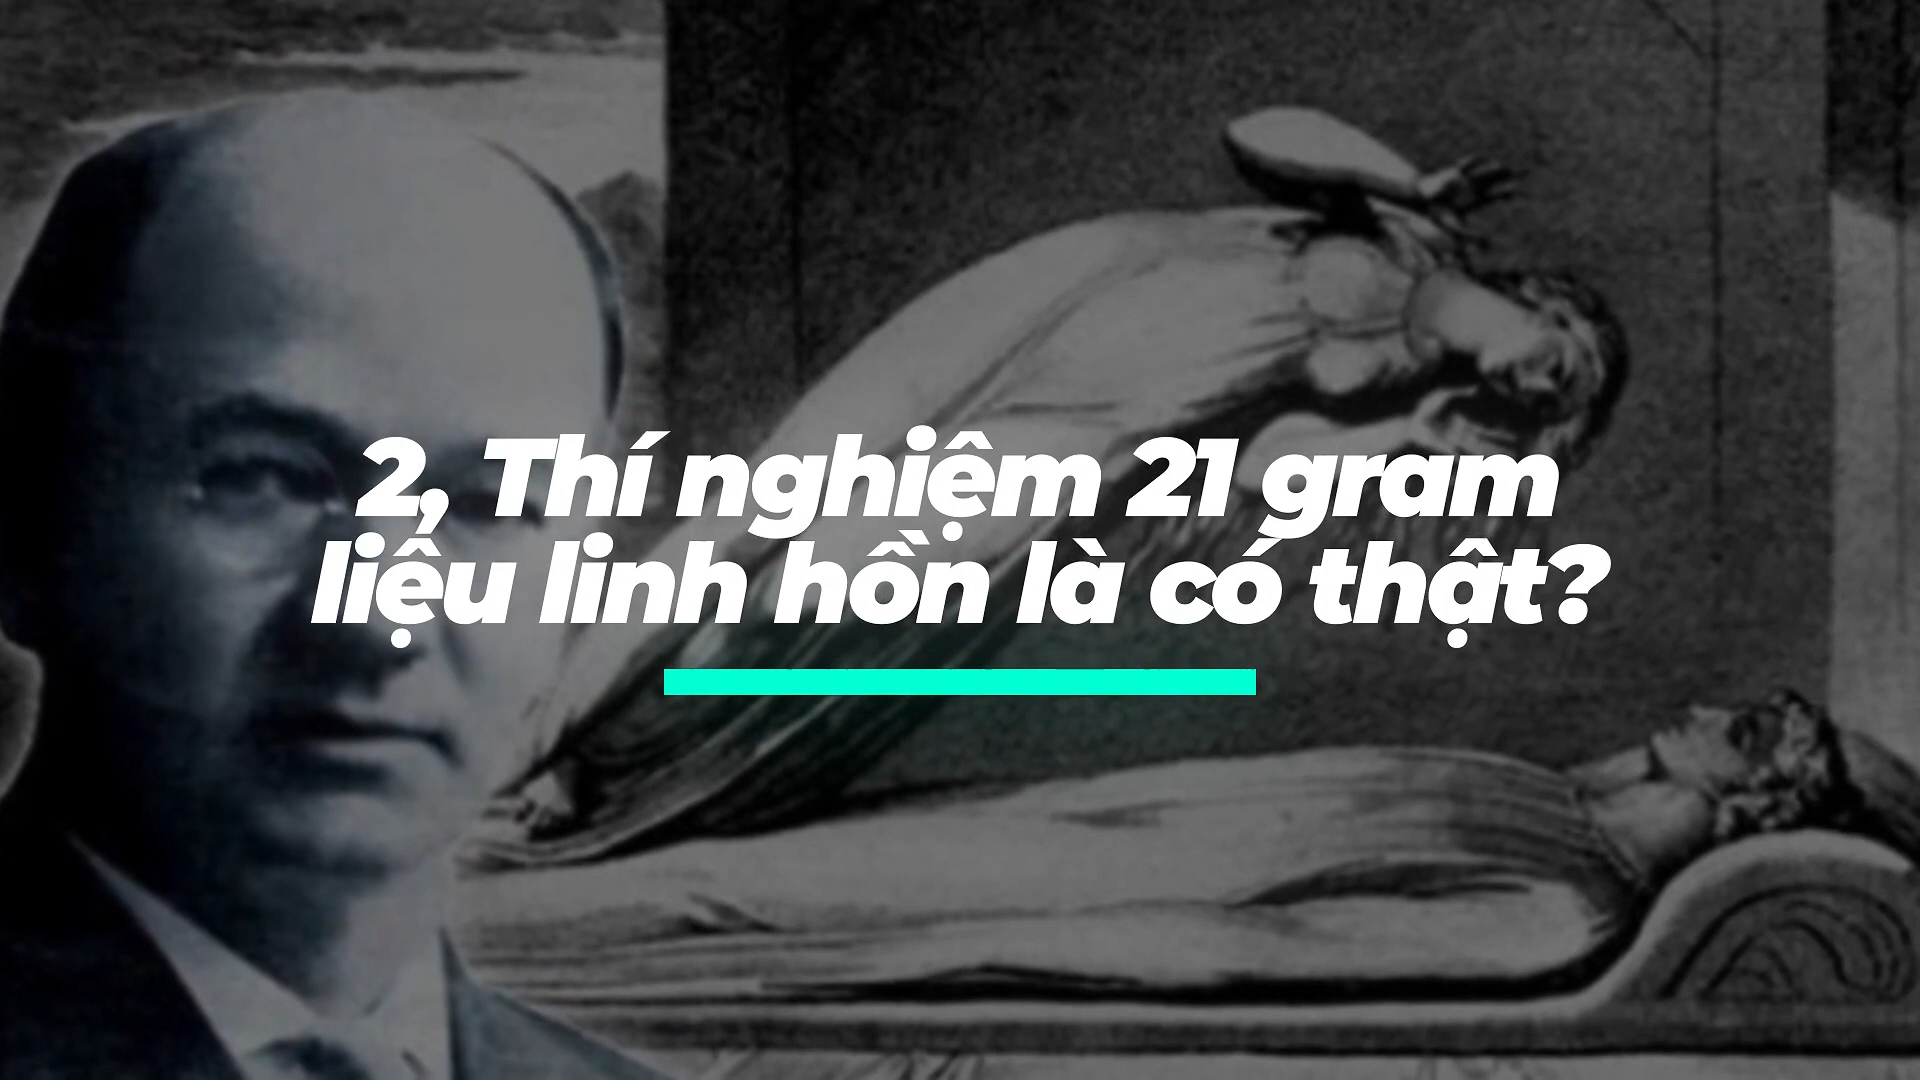 2, Thí nghiệm 21 gram
liệu linh hồn là có thật?